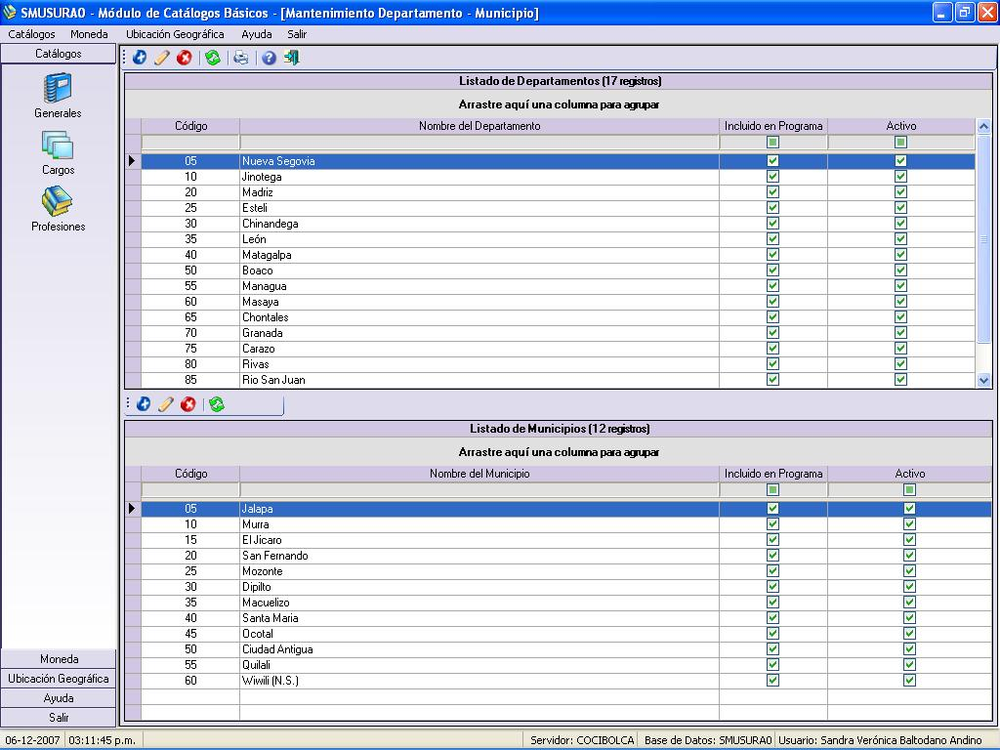 SMUSURA0 - Módulo de Catálogos Básicos - [Mantenimiento Departamento - Municipio]
Catálogos Moneda Ubicación Geográfica Ayuda Salir
Catálogos
Generales
Cargos
Profesiones
Moneda
Ubicación Geográfica
Ayuda
Salir
Listado de Departamentos (17 registros)
Arrastre aquí una columna para agrupar
Código Nombre del Departamento Incluido en Programa Activo
05 Nueva Segovia
10 Jinotega
20 Madriz
25 Esteli
30 Chinandega
35 León
40 Matagalpa
50 Boaco
55 Managua
60 Masaya
65 Chontales
70 Granada
75 Carazo
80 Rivas
85 Rio San Juan
Listado de Municipios (12 registros)
Arrastre aquí una columna para agrupar
Código Nombre del Municipio Incluido en Programa Activo
05 Jalapa
10 Murra
15 El Jicaro
20 San Fernando
25 Mozonte
30 Dipilto
35 Macuelizo
40 Santa Maria
45 Ocotal
50 Ciudad Antigua
55 Quilali
60 Wiwili (N.S.)
06-12-2007 03:11:45 p.m. Servidor: COCIBOLCA Base de Datos: SMUSURA0 Usuario: Sandra Verónica Baltodano Andino